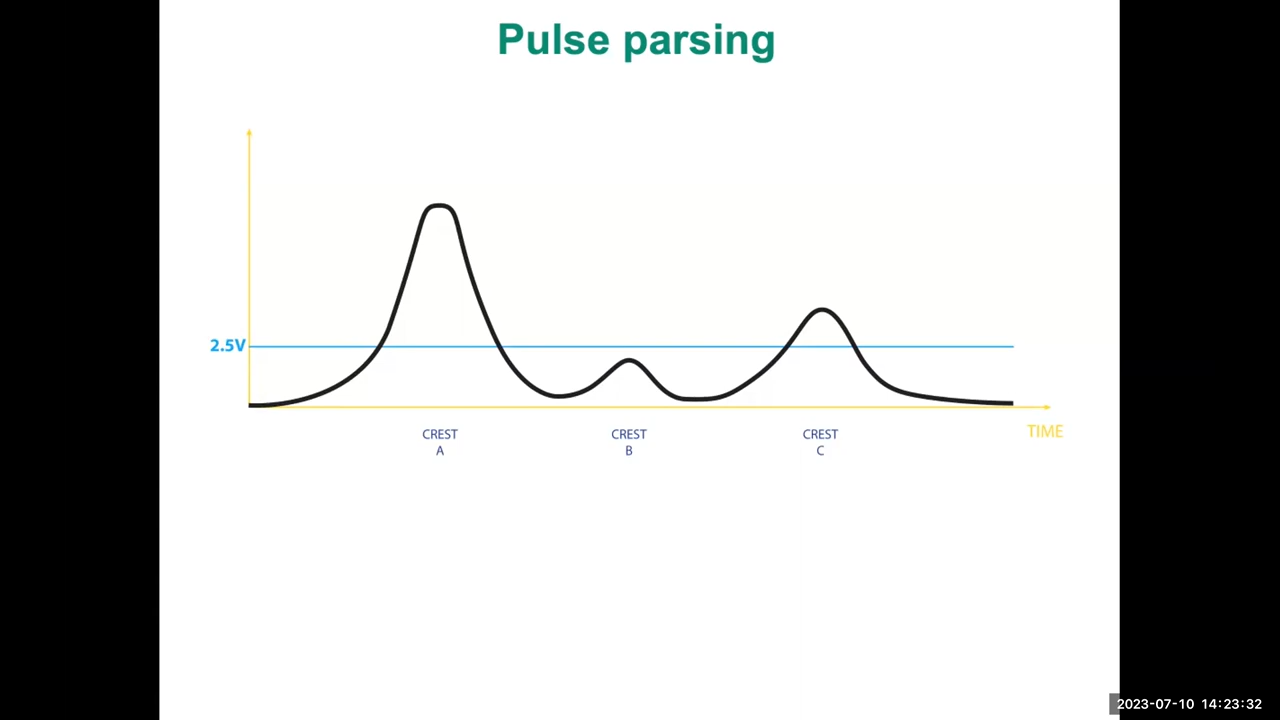 Pulse parsing
2.5V
CREST
A
CREST
B
CREST
C
TIME
2023-07-10 14:23:32